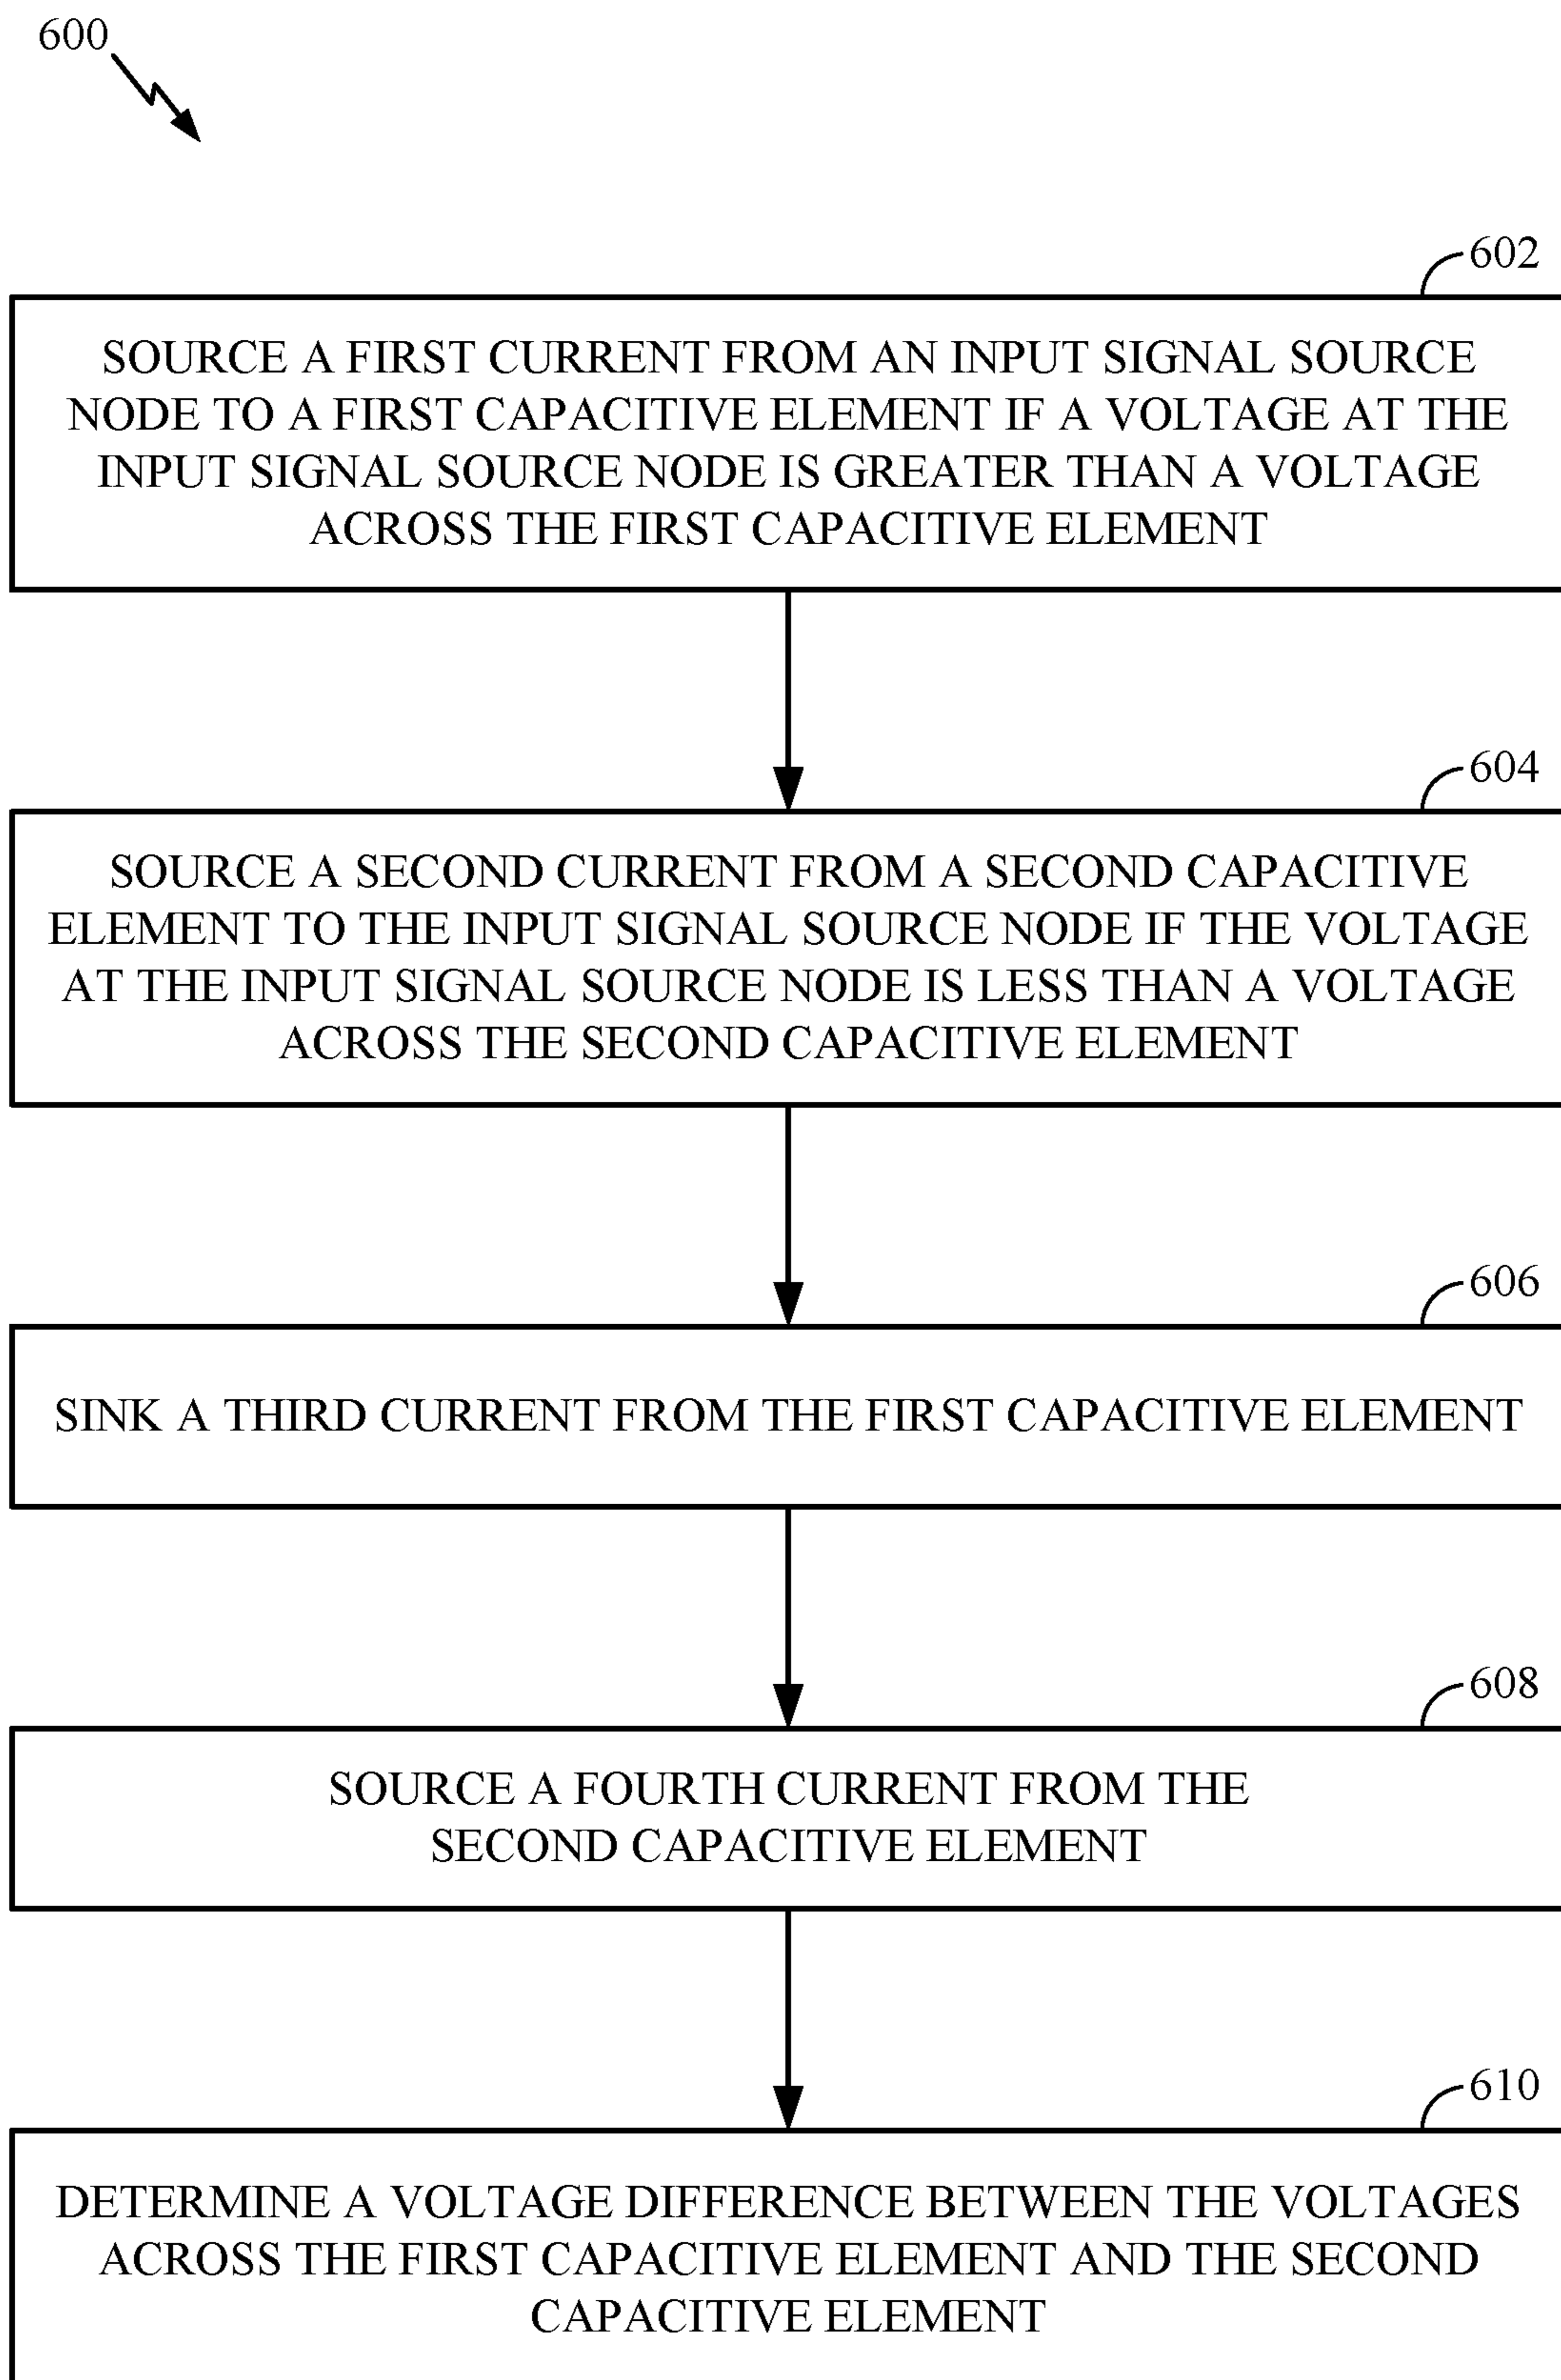 600
602
SOURCE A FIRST CURRENT FROM AN INPUT SIGNAL SOURCE
NODE TO A FIRST CAPACITIVE ELEMENT IF A VOLTAGE AT THE
INPUT SIGNAL SOURCE NODE IS GREATER THAN A VOLTAGE
ACROSS THE FIRST CAPACITIVE ELEMENT
604
SOURCE A SECOND CURRENT FROM A SECOND CAPACITIVE
ELEMENT TO THE INPUT SIGNAL SOURCE NODE IF THE VOLTAGE
AT THE INPUT SIGNAL SOURCE NODE IS LESS THAN A VOLTAGE
ACROSS THE SECOND CAPACITIVE ELEMENT
606
SINK A THIRD CURRENT FROM THE FIRST CAPACITIVE ELEMENT
608
SOURCE A FOURTH CURRENT FROM THE
SECOND CAPACITIVE ELEMENT
610
DETERMINE A VOLTAGE DIFFERENCE BETWEEN THE VOLTAGES
ACROSS THE FIRST CAPACITIVE ELEMENT AND THE SECOND
CAPACITIVE ELEMENT